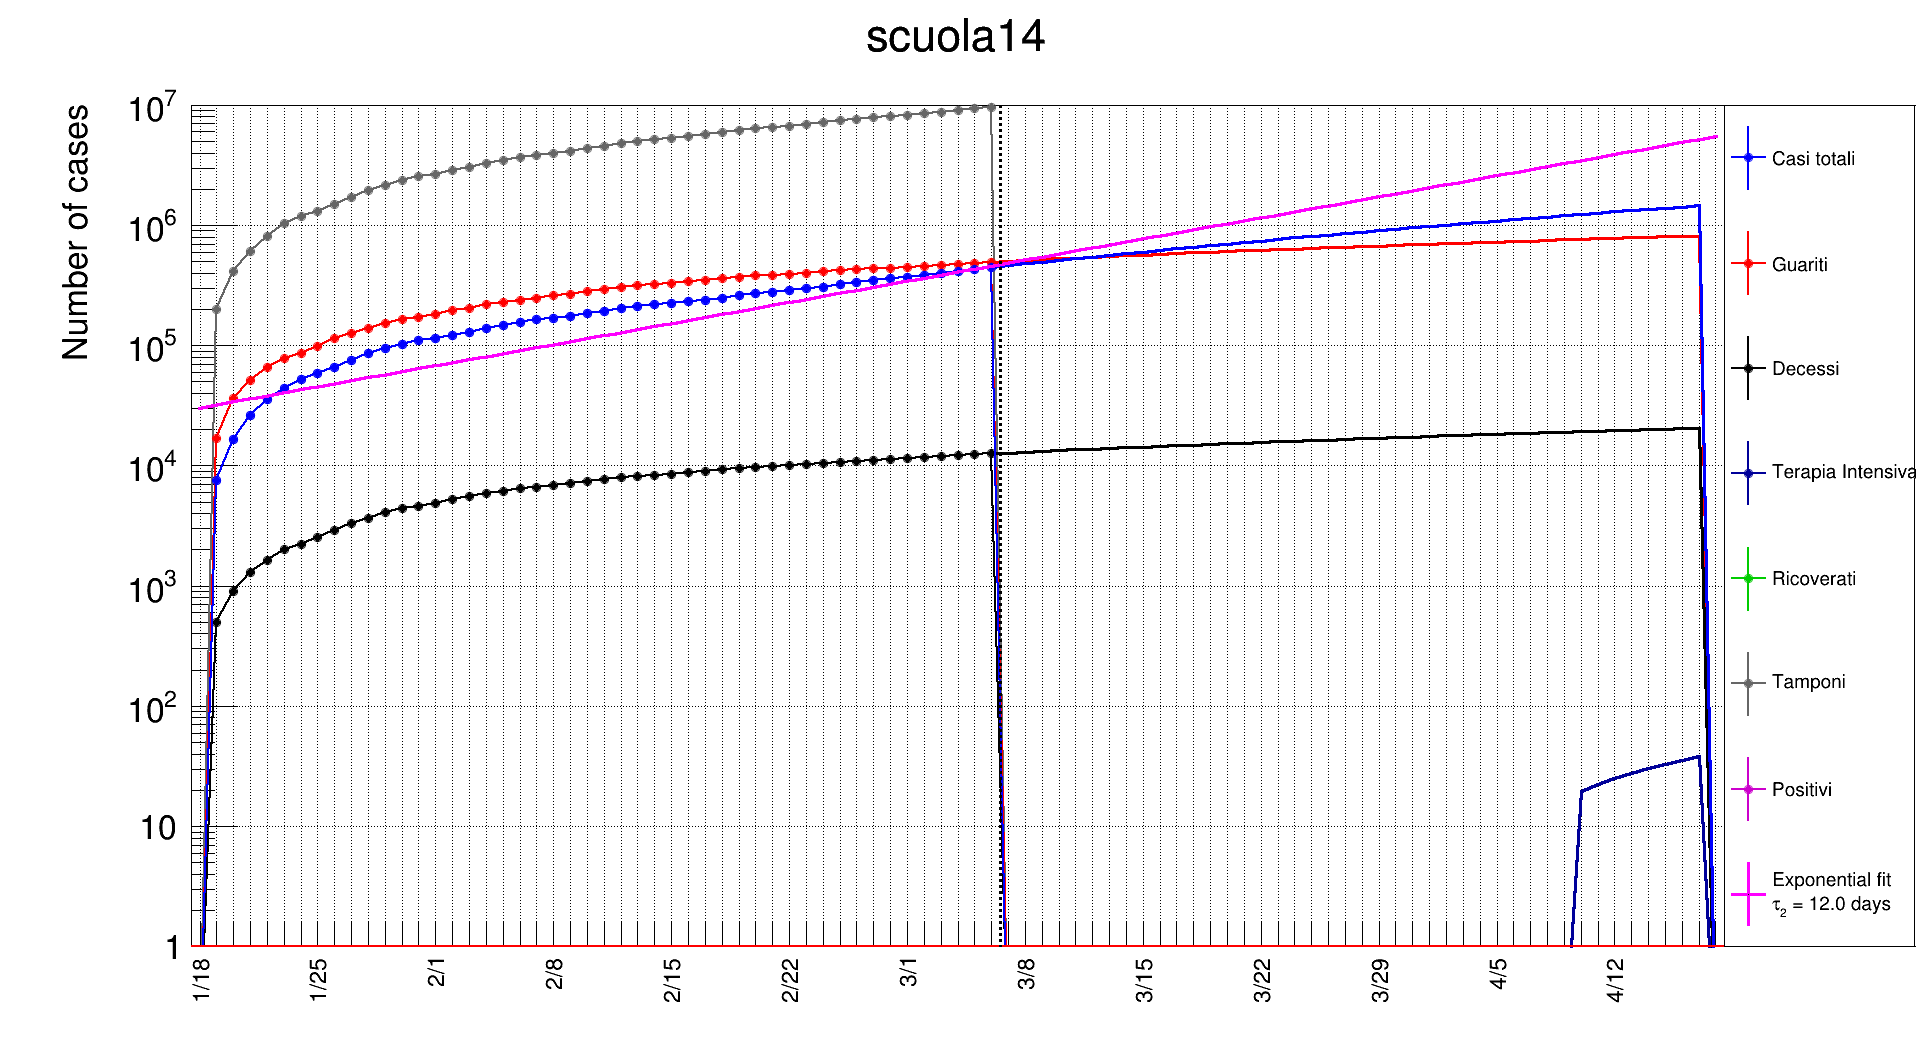 scuola14
Number of cases
10^7
10^6
10^5
10^4
10^3
10^2
10
1
1/18
1/25
2/1
2/8
2/15
2/22
3/1
3/8
3/15
3/22
3/29
4/5
4/12
Casi totali
Guariti
Decessi
Terapia Intensiva
Ricoverati
Tamponi
Positivi
Exponential fit
τ₂ = 12.0 days